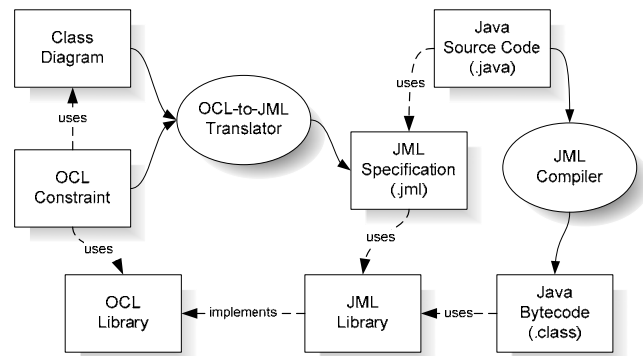 Class
Diagram
Java
Source Code
(.java)
uses
uses
OCL-to-JML
Translator
OCL
Constraint
JML
Specification
(.jml)
JML
Compiler
uses
uses
OCL
Library
implements
JML
Library
uses
Java
Bytecode
(.class)